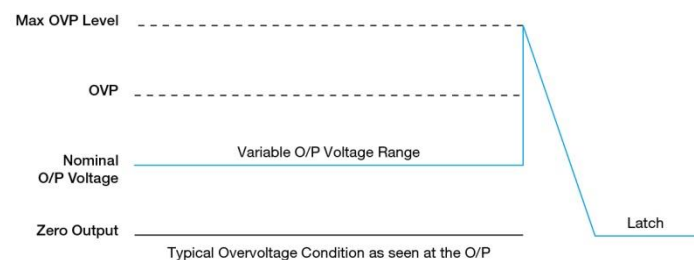 Max OVP Level
OVP
Variable O/P Voltage Range
Nominal
O/P Voltage
Latch
Zero Output
Typical Overvoltage Condition as seen at the O/P